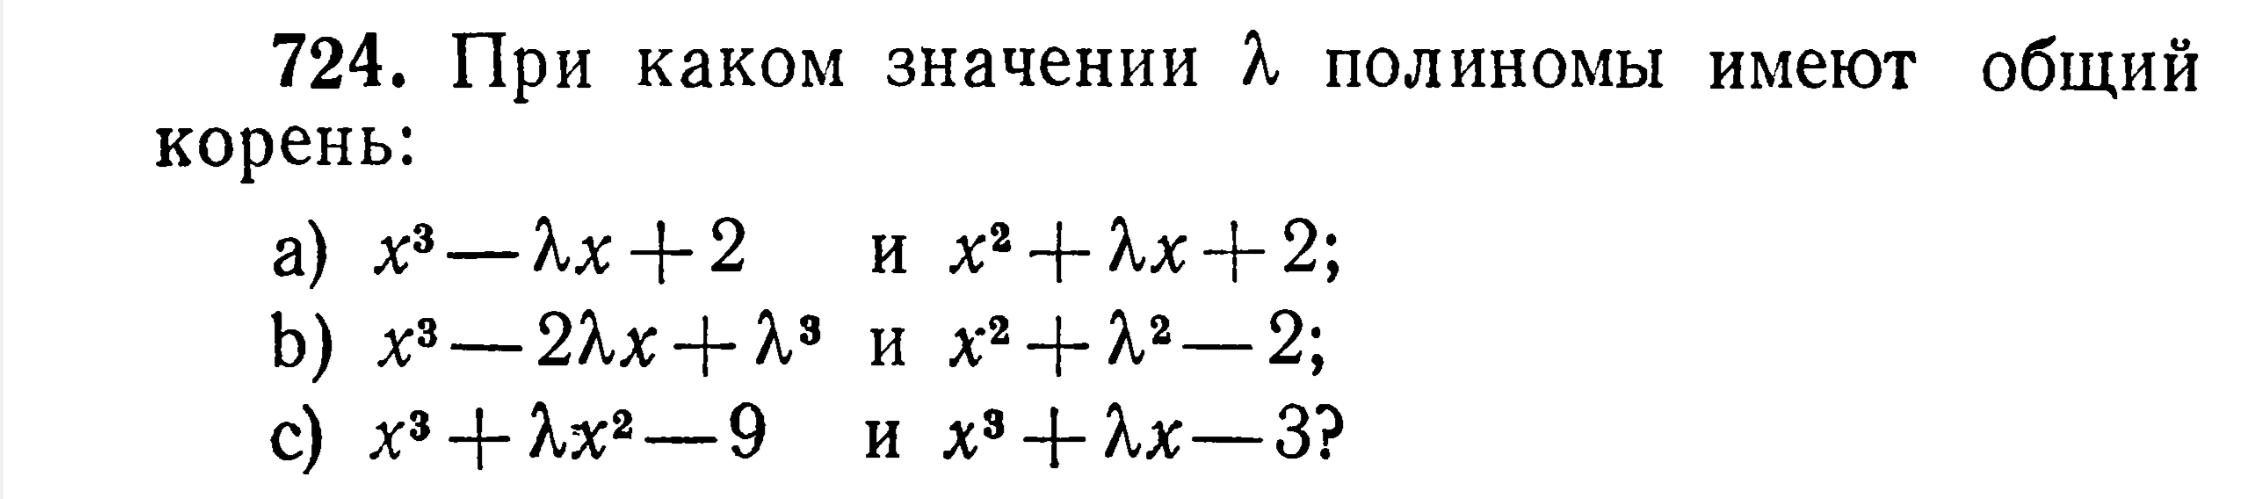 724. При каком значении λ полиномы имеют общий
корень:
a) x³ — λx + 2 и x² + λx + 2;
b) x³ — 2λx + λ³ и x² + λ² — 2;
c) x³ + λx² — 9 и x³ + λx — 3?